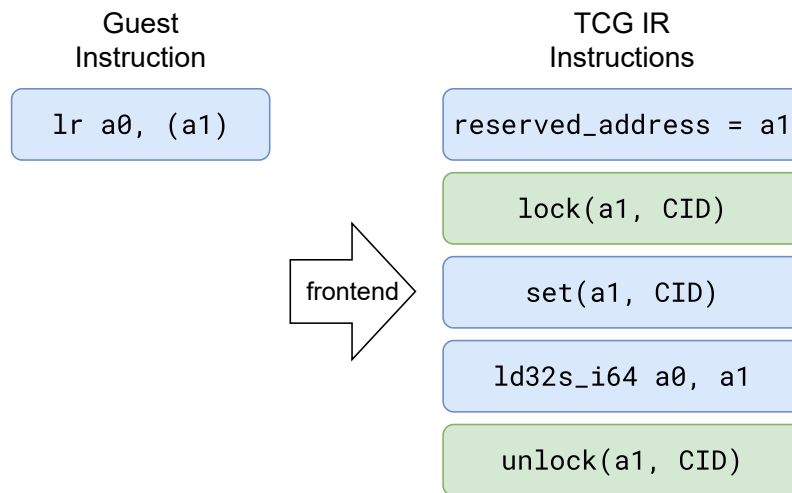 Guest
Instruction
TCG IR
Instructions
lr a0, (a1)
reserved_address = a1
lock(a1, CID)
set(a1, CID)
frontend
ld32s_i64 a0, a1
unlock(a1, CID)